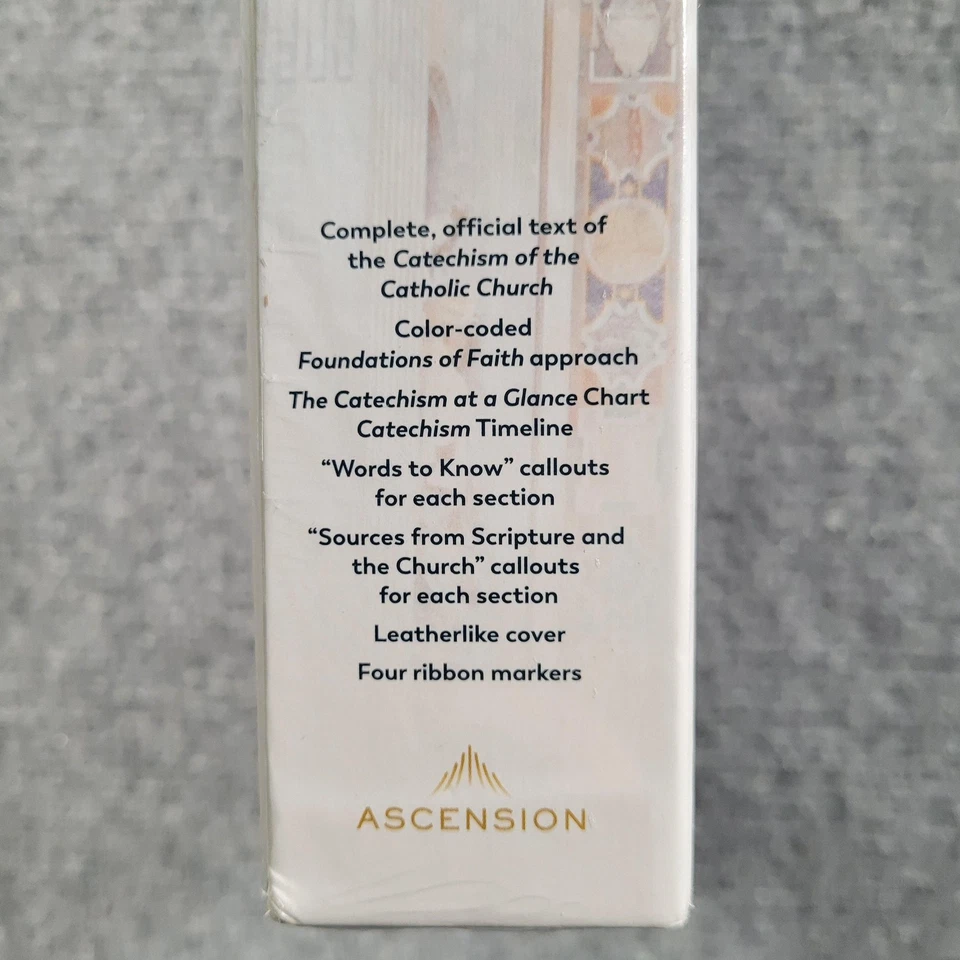 Complete, official text of
the Catechism of the
Catholic Church
Color-coded
Foundations of Faith approach
The Catechism at a Glance Chart
Catechism Timeline
“Words to Know” callouts
for each section
“Sources from Scripture and
the Church” callouts
for each section
Leatherlike cover
Four ribbon markers
ASCENSION